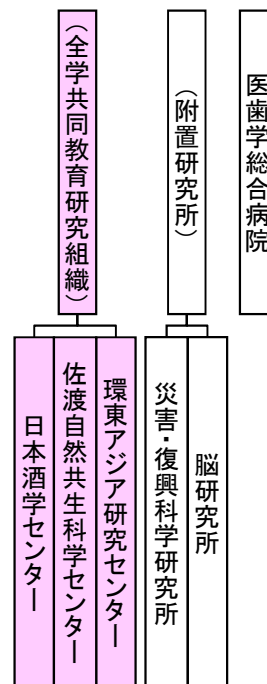 医歯学総合病院
（附置研究所）
脳研究所
災害・復興科学研究所
（全学共同教育研究組織）
環東アジア研究センター
佐渡自然共生科学センター
日本酒学センター